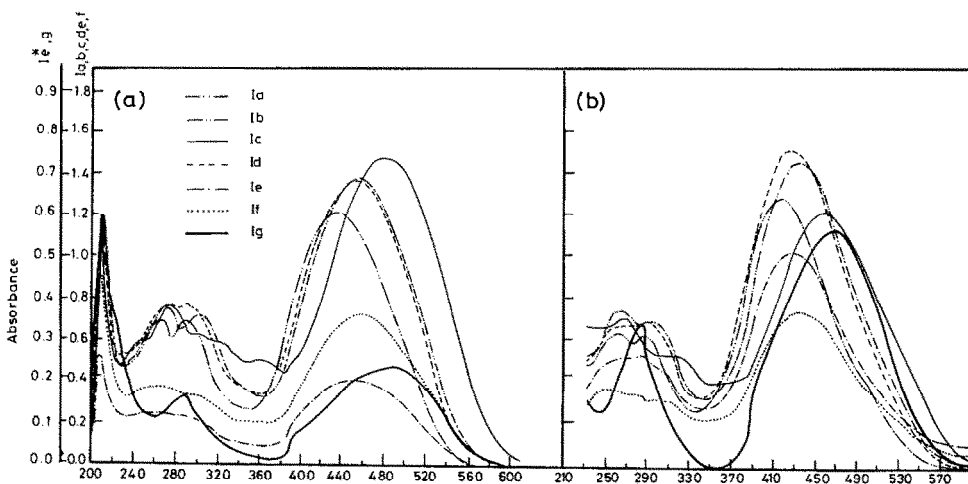 Ie*,g
Ia,b,c,d,e,f
Absorbance
0.9
0.8
0.7
0.6
0.5
0.4
0.3
0.2
0.1
0.0
1.8
1.6
1.4
1.2
1.0
0.8
0.6
0.4
0.2
0.0
(a)
Ia
Ib
Ic
Id
Ie
If
Ig
(b)
200 240 280 320 360 400 440 480 520 560 600
210 250 290 330 370 410 450 490 530 570